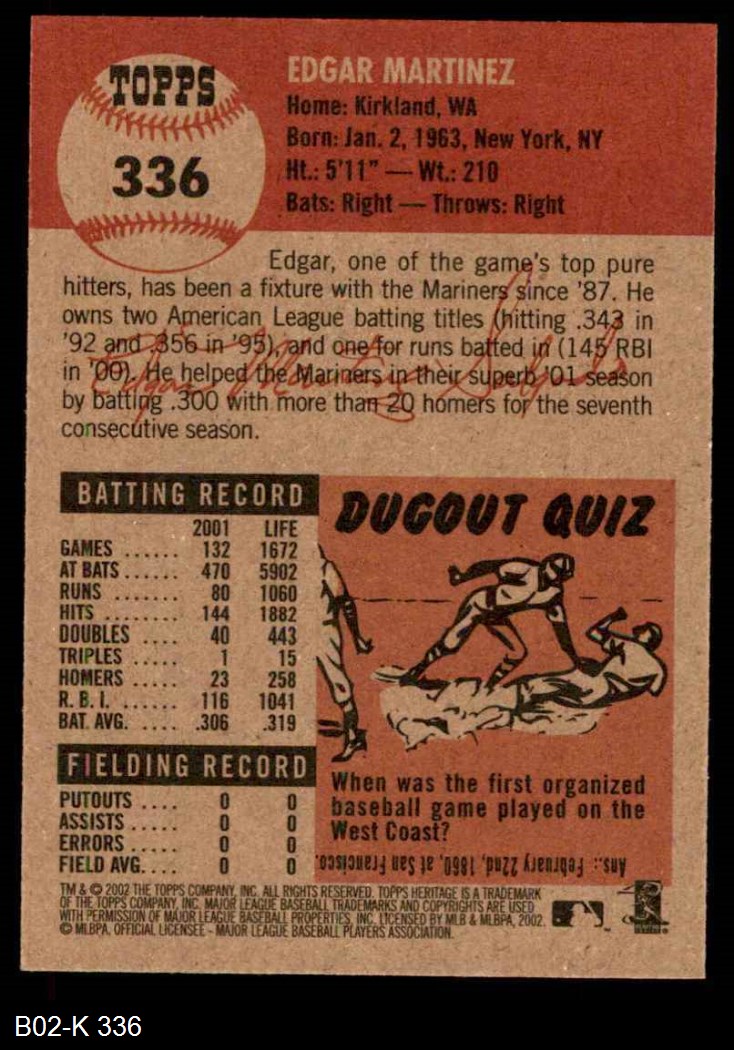 TOPPS
336
EDGAR MARTINEZ
Home: Kirkland, WA
Born: Jan. 2, 1963, New York, NY
Ht.: 5'11" — Wt.: 210
Bats: Right — Throws: Right
Edgar, one of the game's top pure
hitters, has been a fixture with the Mariners since '87. He
owns two American League batting titles (hitting .343 in
'92 and .356 in '95), and one for runs batted in (145 RBI
in '00). He helped the Mariners in their superb '01 season
by batting .300 with more than 20 homers for the seventh
consecutive season.
Edgar Martinez
BATTING RECORD
2001 LIFE
GAMES ...... 132 1672
AT BATS ...... 470 5902
RUNS ...... 80 1060
HITS ...... 144 1882
DOUBLES .... 40 443
TRIPLES ..... 1 15
HOMERS ..... 23 258
R. B. I. ..... 116 1041
BAT. AVG. .... .306 .319
FIELDING RECORD
PUTOUTS .... 0 0
ASSISTS ..... 0 0
ERRORS ..... 0 0
FIELD AVG. ... 0 0
DUGOUT QUIZ
When was the first organized
baseball game played on the
West Coast?
Ans.: February 22nd, 1860, at San Francisco.
TM & © 2002 THE TOPPS COMPANY, INC. ALL RIGHTS RESERVED. TOPPS HERITAGE IS A TRADEMARK
OF THE TOPPS COMPANY, INC. MAJOR LEAGUE BASEBALL TRADEMARKS AND COPYRIGHTS ARE USED
WITH PERMISSION OF MAJOR LEAGUE BASEBALL PROPERTIES, INC. LICENSED BY MLB & MLBPA, 2002.
© MLBPA. OFFICIAL LICENSEE - MAJOR LEAGUE BASEBALL PLAYERS ASSOCIATION.
B02-K 336